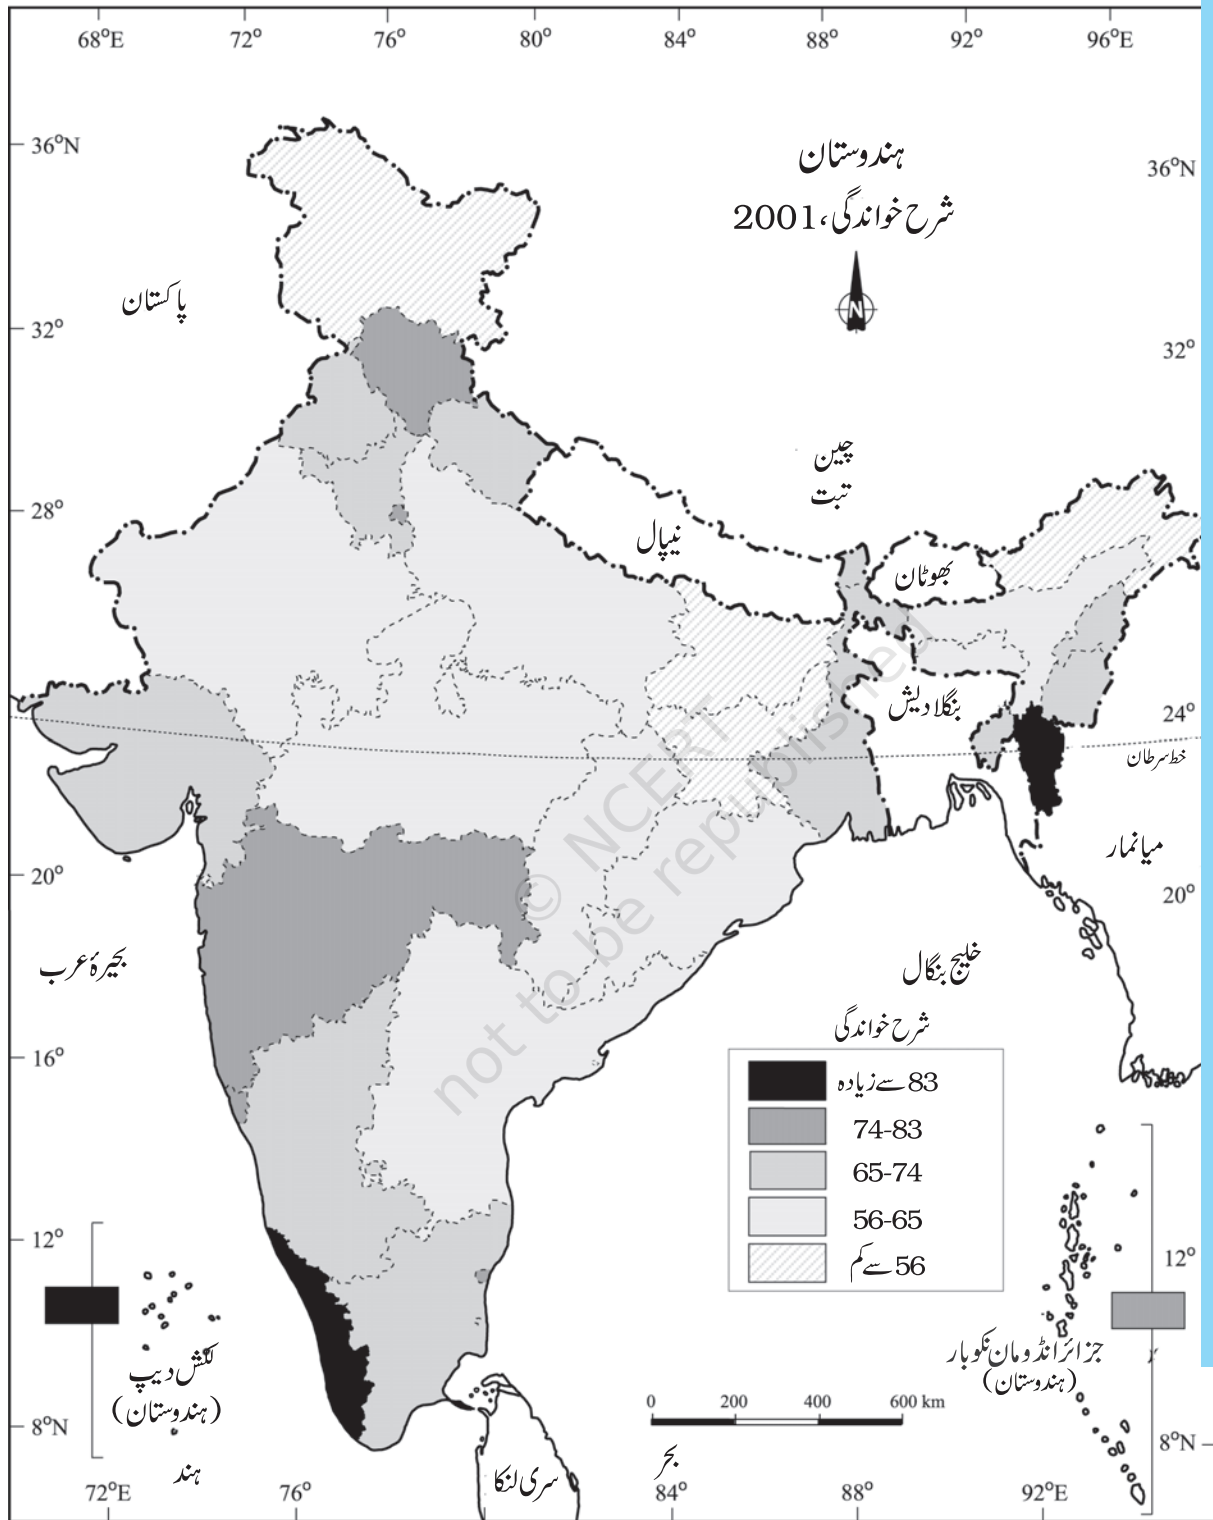 68°E 72° 76° 80° 84° 88° 92° 96°E
36°N
36°N
ہندوستان
شرح خواندگی، 2001
N
پاکستان
32°
32°
چین
تبت
28°
نیپال
بھوٹان
بنگلا دیش
24°
خط سرطان
میانمار
20°
20°
بحیرۂ عرب
خلیج بنگال
شرح خواندگی
83 سے زیادہ
74-83
65-74
56-65
56 سے کم
16°
12°
12°
لکش دیپ
(ہندوستان)
جزائر انڈومان نکوبار
(ہندوستان)
0 200 400 600 km
8°N
8°N
ہند
سری لنکا
بحر
72°E 76° 84° 88° 92°E
© NCERT
not to be republished